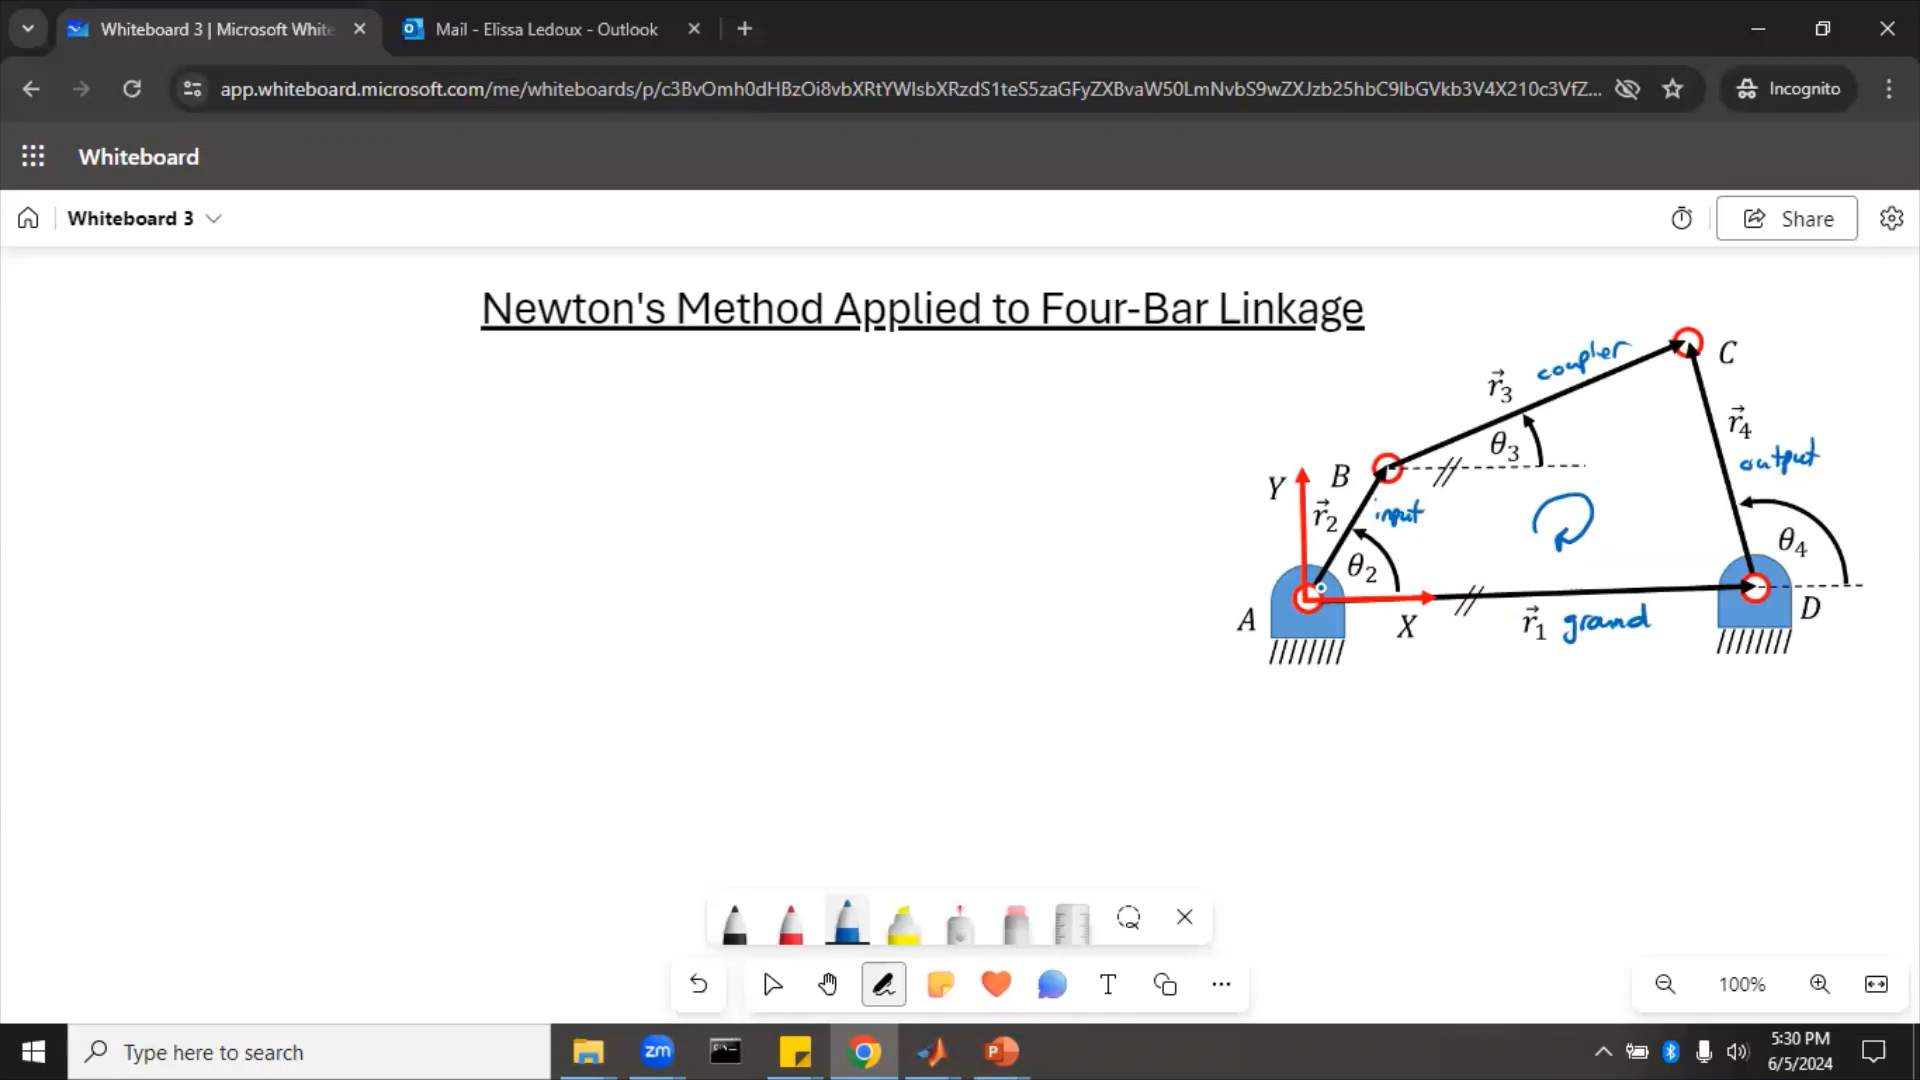 Whiteboard 3 | Microsoft White
Mail - Elissa Ledoux - Outlook
app.whiteboard.microsoft.com/me/whiteboards/p/c3BvOmh0dHBzOi8vbXRtYWlsbXRzdS1teS5zaGFyZXBvaW50LmNvbS9wZXJzb25hbC9lbGVkb3V4X210c3VfZ...
Incognito
Whiteboard
Whiteboard 3
Share
Newton's Method Applied to Four-Bar Linkage
coupler
C
r⃗3
r⃗4
θ3
output
B
Y
r⃗2
input
θ4
θ2
A
X
r⃗1
ground
D
T
100%
Type here to search
zm
5:30 PM
6/5/2024